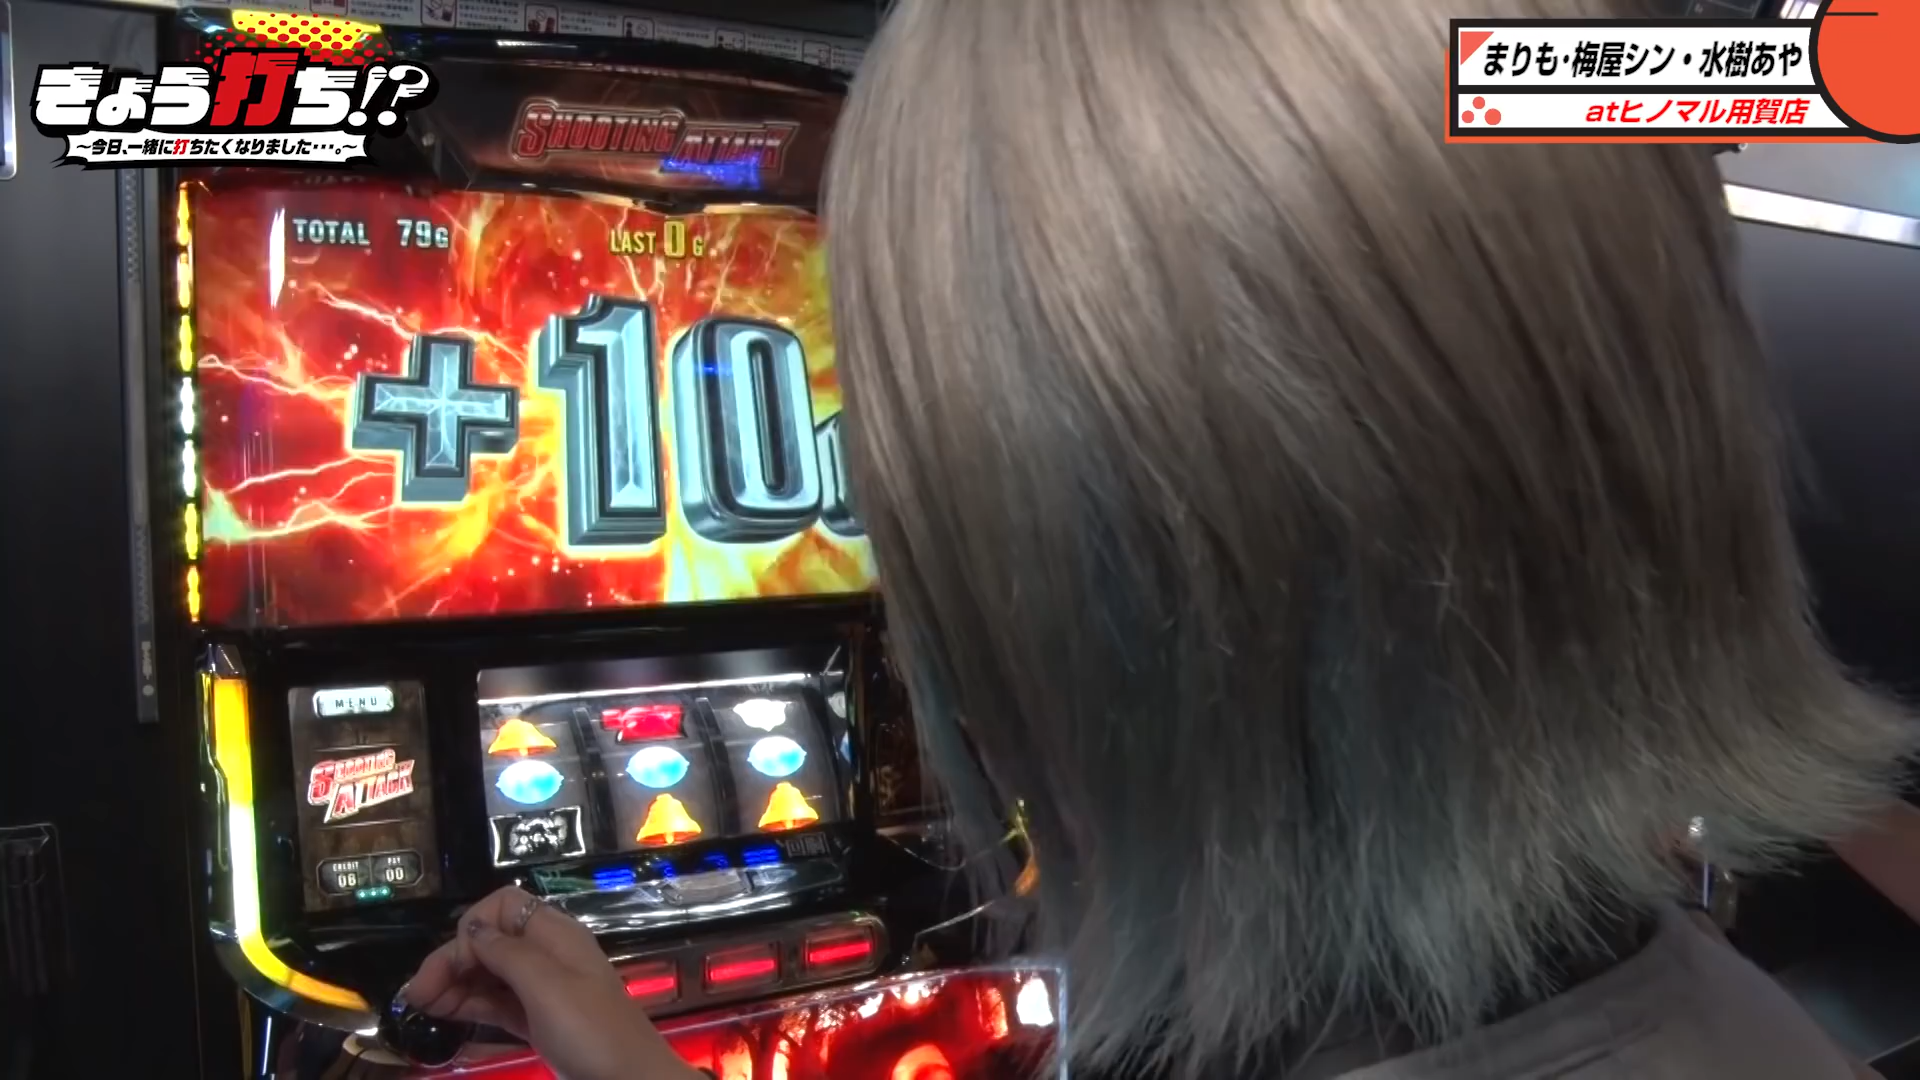 きょう打ち!?
～今日、一緒に打ちたくなりました・・・。～
まりも・梅屋シン・水樹あや
atヒノマル用賀店
SHOOTING ATTACK
TOTAL 79G
LAST 0G
+10
MENU
SHOOTING ATTACK
CREDIT 06
PAY 00